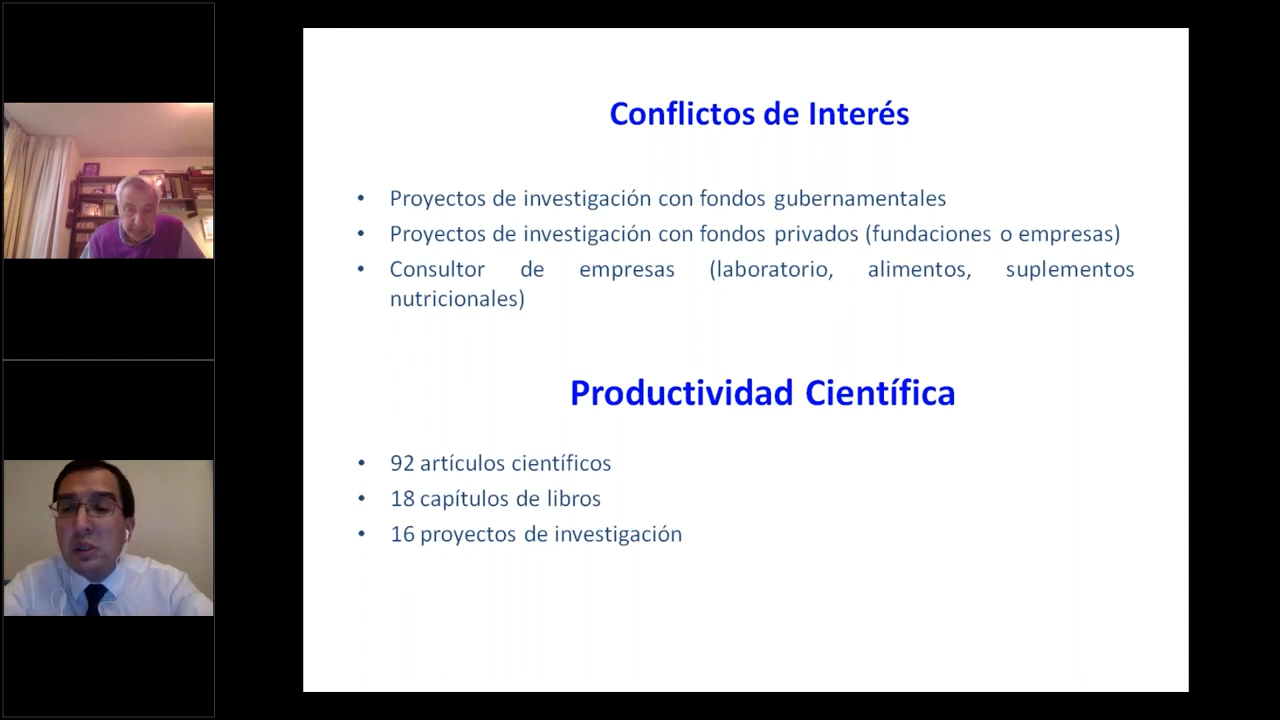 Conflictos de Interés
• Proyectos de investigación con fondos gubernamentales
• Proyectos de investigación con fondos privados (fundaciones o empresas)
• Consultor de empresas (laboratorio, alimentos, suplementos
nutricionales)
Productividad Científica
• 92 artículos científicos
• 18 capítulos de libros
• 16 proyectos de investigación